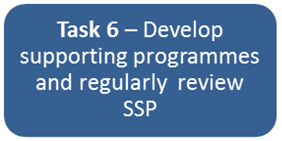 Task 6 – Develop
supporting programmes
and regularly review
SSP